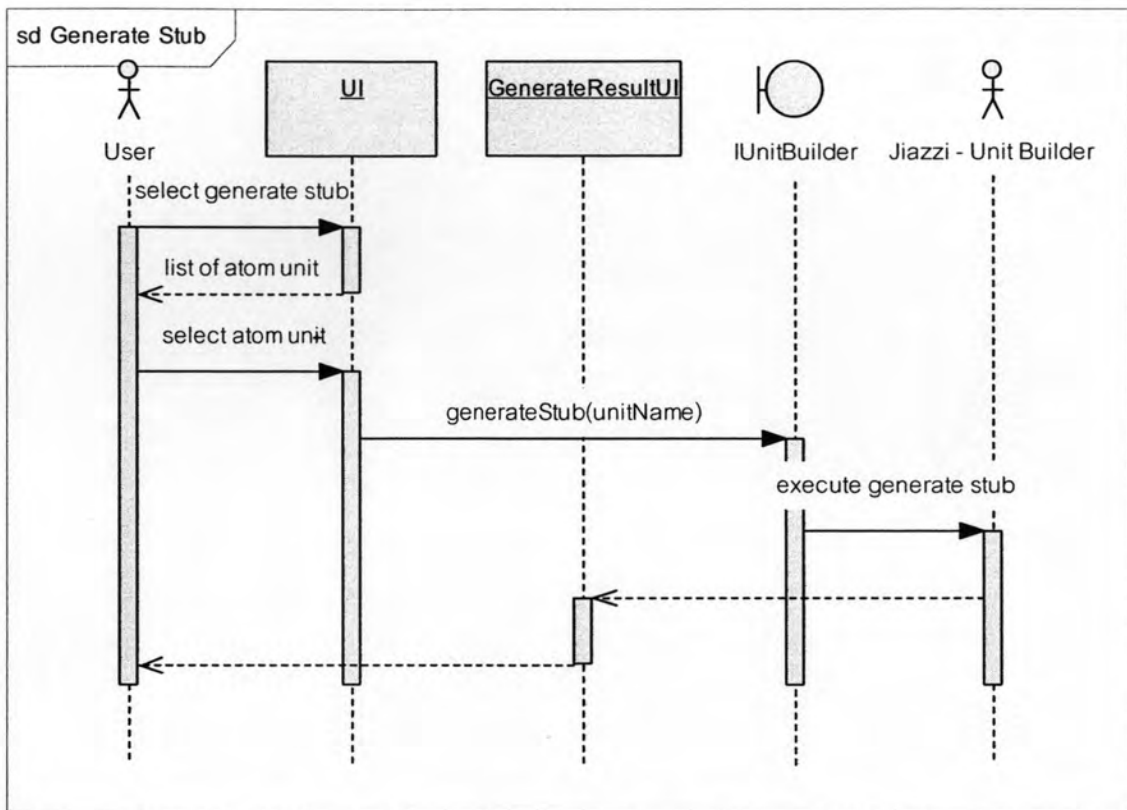 sd Generate Stub
User
UI
GenerateResultUI
IUnitBuilder
Jiazzi - Unit Builder
select generate stub
list of atom unit
select atom unit
generateStub(unitName)
execute generate stub